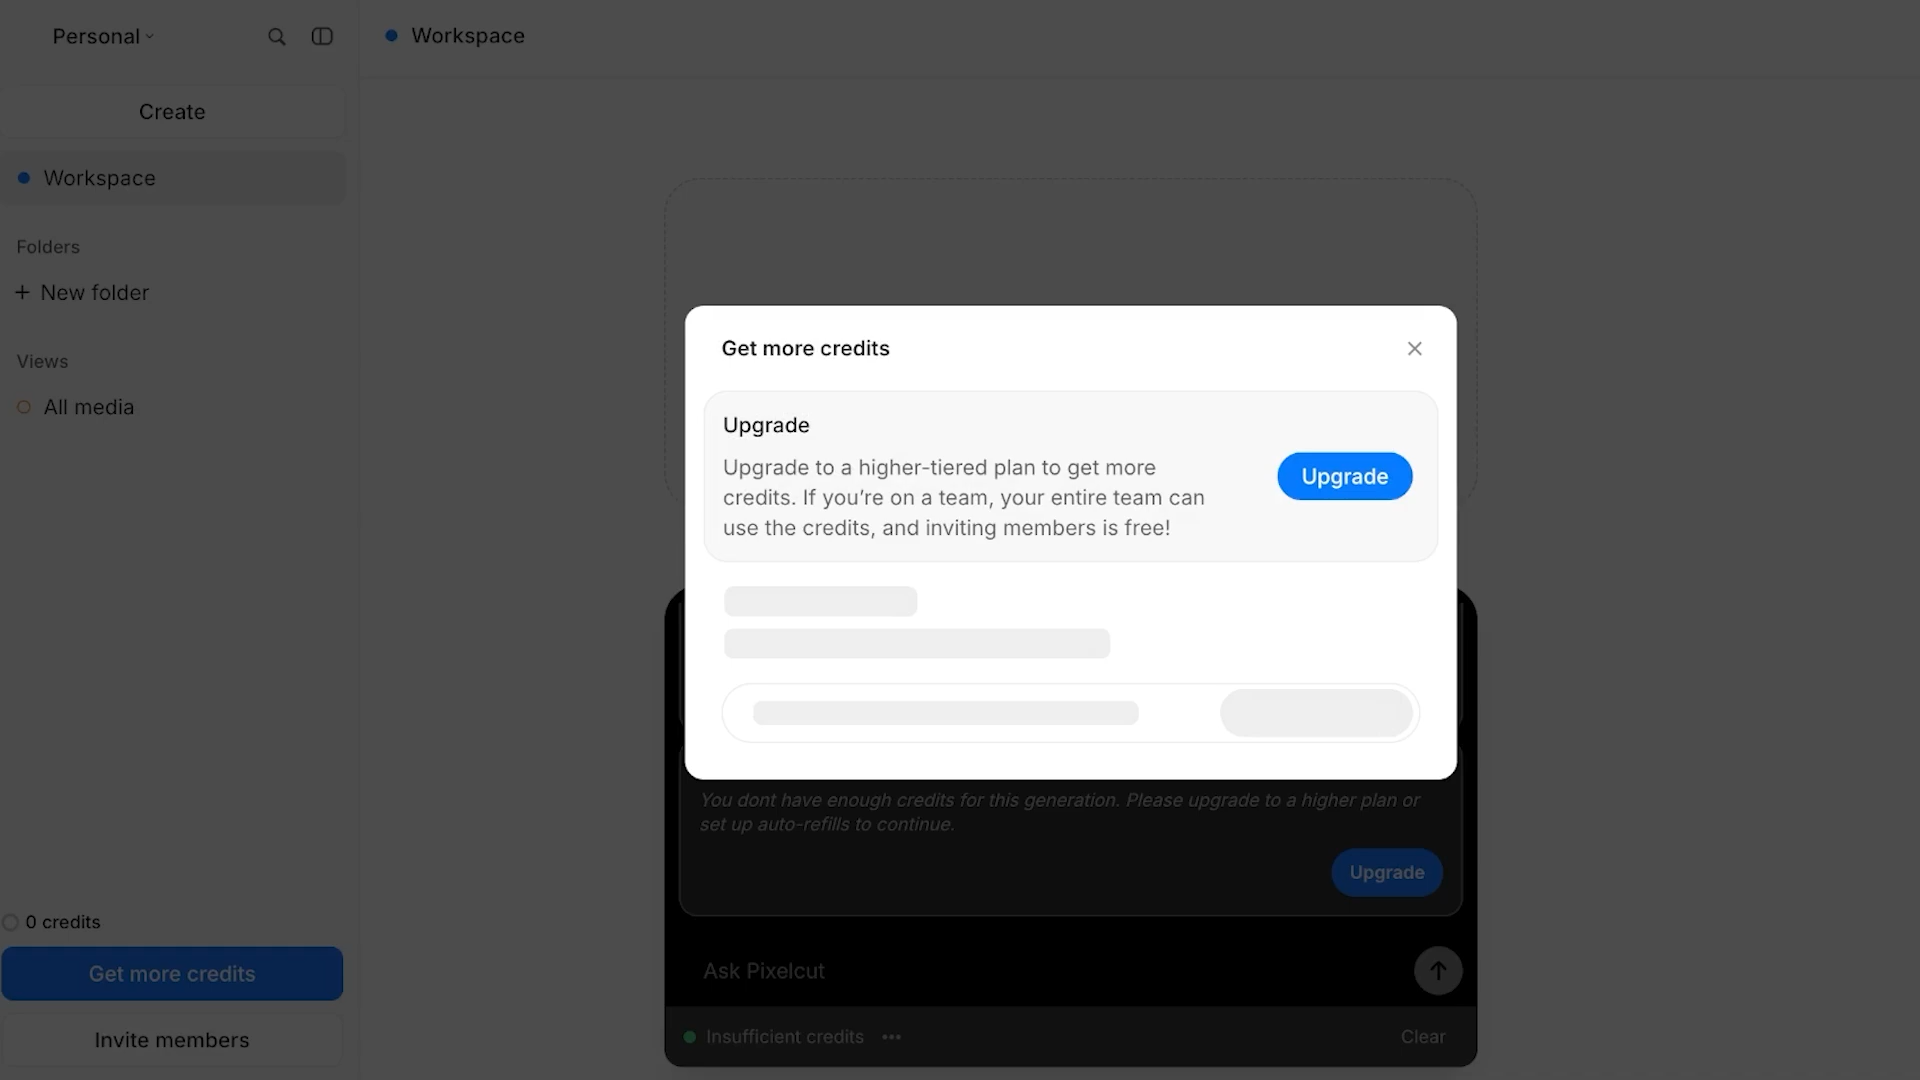 Personal
Workspace
Create
Workspace
Folders
+ New folder
Views
All media
0 credits
Get more credits
Invite members
Get more credits
Upgrade
Upgrade to a higher-tiered plan to get more
credits. If you’re on a team, your entire team can
use the credits, and inviting members is free!
Upgrade
You dont have enough credits for this generation. Please upgrade to a higher plan or
set up auto-refills to continue.
Upgrade
Ask Pixelcut
Insufficient credits
Clear